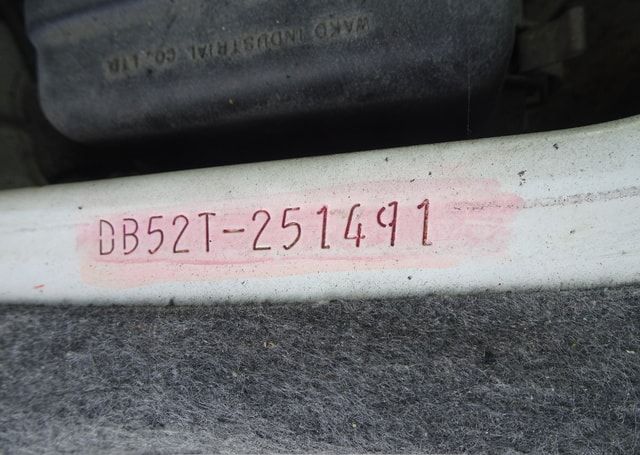 WAKO INDUSTRIAL CO., LTD.
DB52T-251491